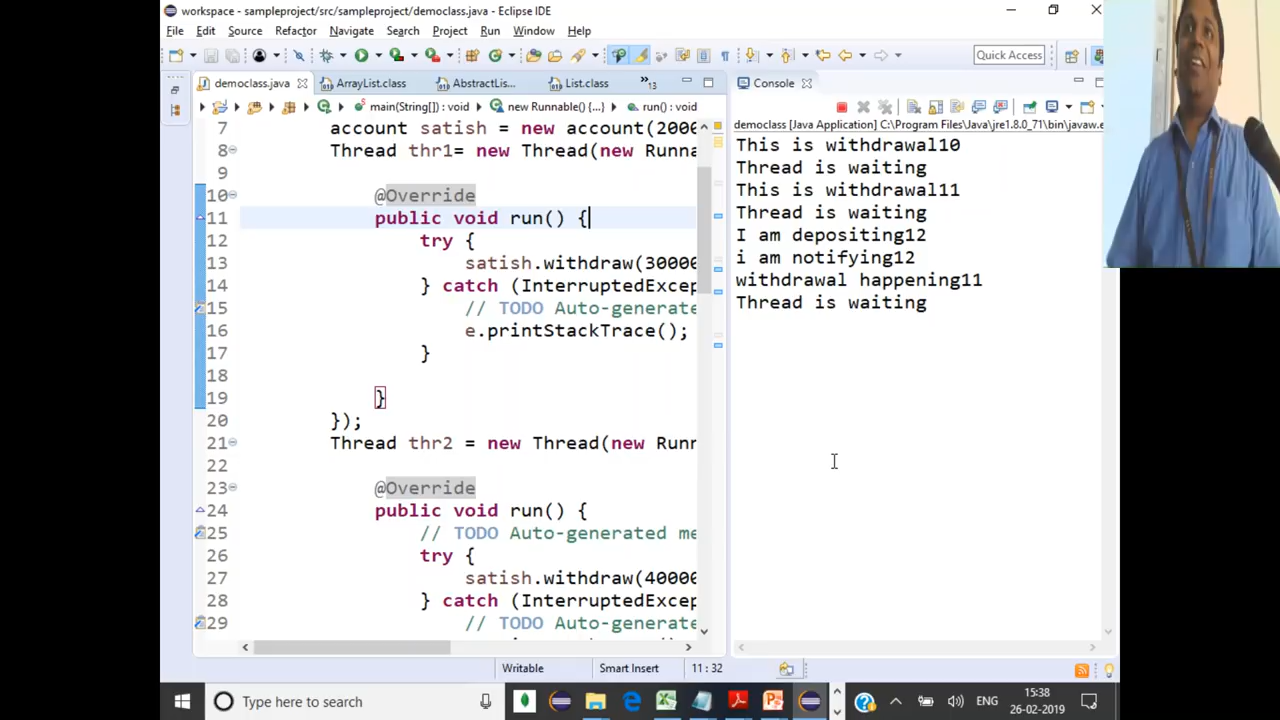 workspace - sampleproject/src/sampleproject/democlass.java - Eclipse IDE
File Edit Source Refactor Navigate Search Project Run Window Help
Quick Access
democlass.java ArrayList.class AbstractLis... List.class »13
main(String[]) : void new Runnable() {...} run() : void
7 account satish = new account(2000
8 Thread thr1= new Thread(new Runna
9
10 @Override
11 public void run() {
12 try {
13 satish.withdraw(3000
14 } catch (InterruptedExcep
15 // TODO Auto-generate
16 e.printStackTrace();
17 }
18
19 }
20 });
21 Thread thr2 = new Thread(new Runn
22
23 @Override
24 public void run() {
25 // TODO Auto-generated me
26 try {
27 satish.withdraw(4000
28 } catch (InterruptedExcep
29 // TODO Auto-generate
Console
democlass [Java Application] C:\Program Files\Java\jre1.8.0_71\bin\javaw.e
This is withdrawal10
Thread is waiting
This is withdrawal11
Thread is waiting
I am depositing12
i am notifying12
withdrawal happening11
Thread is waiting
Writable Smart Insert 11 : 32
Type here to search
ENG
15:38
26-02-2019